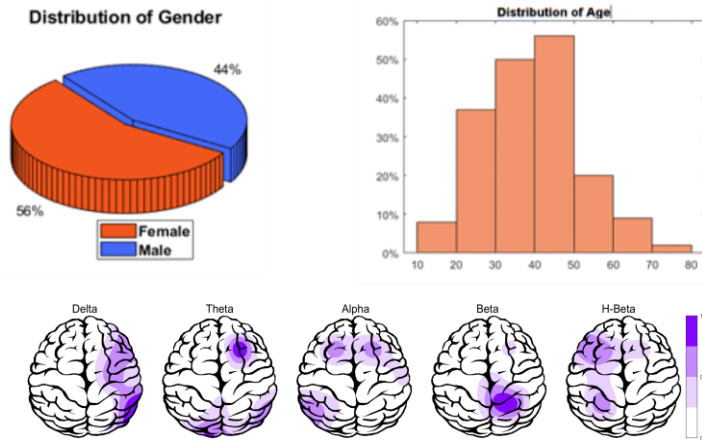 Distribution of Gender
44%
56%
Female
Male
Distribution of Age
60%
50%
40%
30%
20%
10%
0%
10 20 30 40 50 60 70 80
Delta Theta Alpha Beta H-Beta